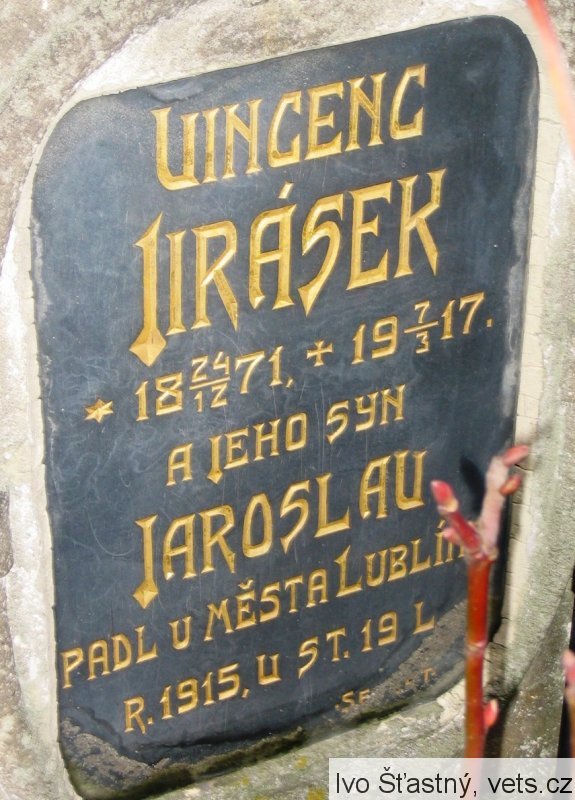 VINCENC
JIRÁSEK
* 18 24/12 71, + 19 7/3 17.
A JEHO SYN
JAROSLAV
PADL U MĚSTA LUBLÍN
R. 1915, V ST. 19 L
Ivo Šťastný, vets.cz